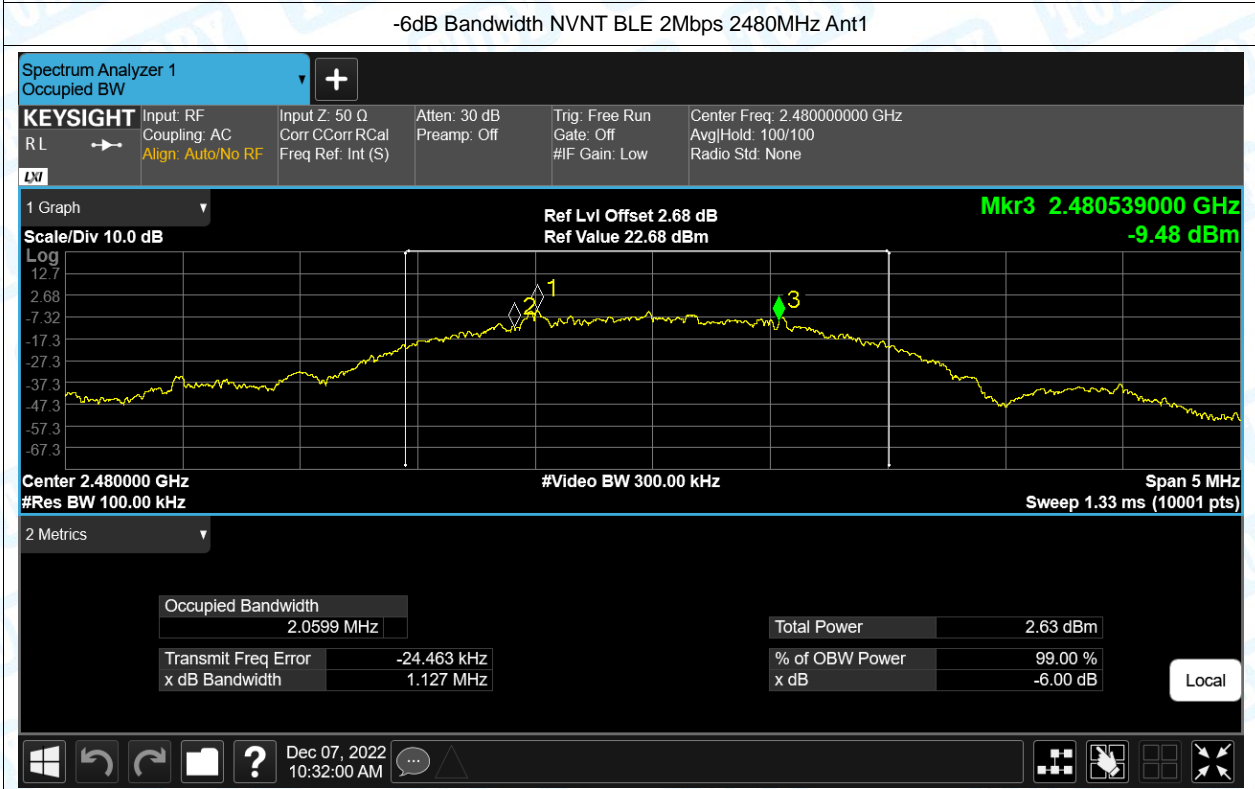 -6dB Bandwidth NVNT BLE 2Mbps 2480MHz Ant1
Spectrum Analyzer 1
Occupied BW
+
KEYSIGHT
RL
LXI
Input: RF
Coupling: AC
Align: Auto/No RF
Input Z: 50 Ω
Corr CCorr RCal
Freq Ref: Int (S)
Atten: 30 dB
Preamp: Off
Trig: Free Run
Gate: Off
#IF Gain: Low
Center Freq: 2.480000000 GHz
Avg|Hold: 100/100
Radio Std: None
1 Graph
Scale/Div 10.0 dB
Ref Lvl Offset 2.68 dB
Ref Value 22.68 dBm
Mkr3 2.480539000 GHz
-9.48 dBm
Log
12.7
2.68
-7.32
-17.3
-27.3
-37.3
-47.3
-57.3
-67.3
1
2
3
Center 2.480000 GHz
#Video BW 300.00 kHz
Span 5 MHz
#Res BW 100.00 kHz
Sweep 1.33 ms (10001 pts)
2 Metrics
Occupied Bandwidth
2.0599 MHz
Total Power 2.63 dBm
Transmit Freq Error -24.463 kHz
% of OBW Power 99.00 %
x dB Bandwidth 1.127 MHz
x dB -6.00 dB
Local
?
Dec 07, 2022
10:32:00 AM